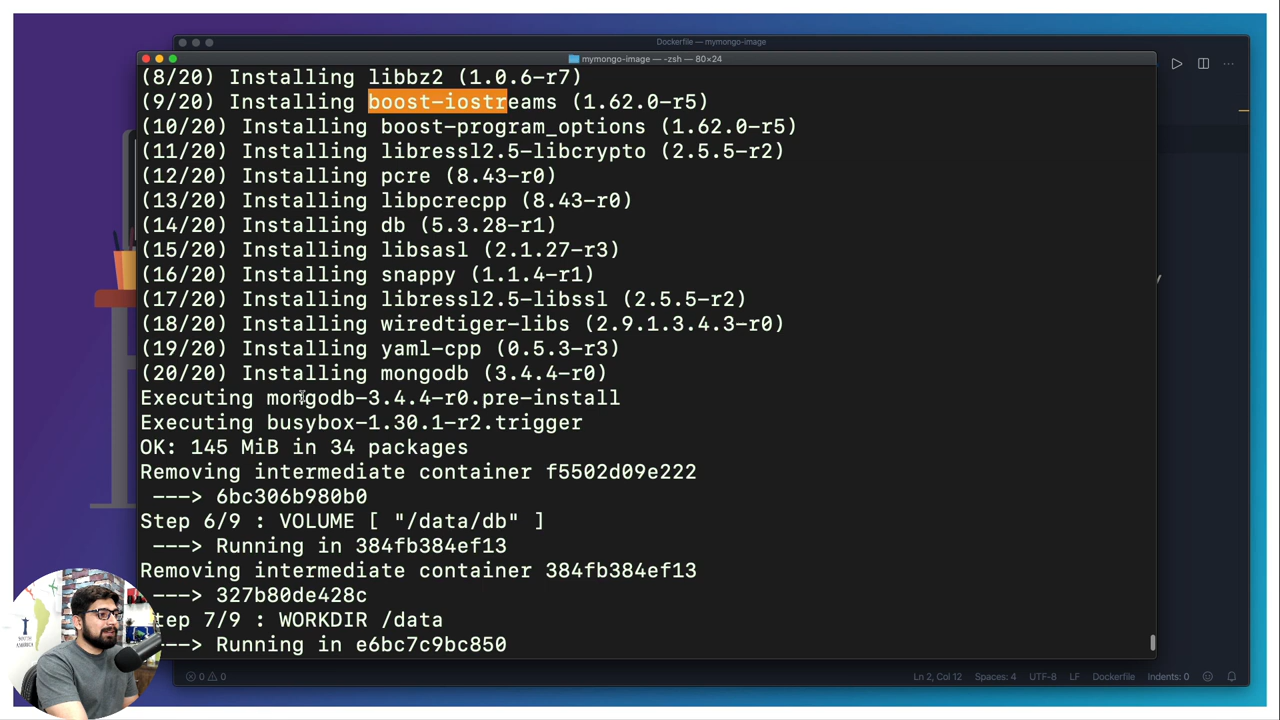 Dockerfile — mymongo-image
mymongo-image — -zsh — 80×24
(8/20) Installing libbz2 (1.0.6-r7)
(9/20) Installing boost-iostreams (1.62.0-r5)
(10/20) Installing boost-program_options (1.62.0-r5)
(11/20) Installing libressl2.5-libcrypto (2.5.5-r2)
(12/20) Installing pcre (8.43-r0)
(13/20) Installing libpcrecpp (8.43-r0)
(14/20) Installing db (5.3.28-r1)
(15/20) Installing libsasl (2.1.27-r3)
(16/20) Installing snappy (1.1.4-r1)
(17/20) Installing libressl2.5-libssl (2.5.5-r2)
(18/20) Installing wiredtiger-libs (2.9.1.3.4.3-r0)
(19/20) Installing yaml-cpp (0.5.3-r3)
(20/20) Installing mongodb (3.4.4-r0)
Executing mongodb-3.4.4-r0.pre-install
Executing busybox-1.30.1-r2.trigger
OK: 145 MiB in 34 packages
Removing intermediate container f5502d09e222
---> 6bc306b980b0
Step 6/9 : VOLUME [ "/data/db" ]
---> Running in 384fb384ef13
Removing intermediate container 384fb384ef13
---> 327b80de428c
tep 7/9 : WORKDIR /data
---> Running in e6bc7c9bc850
SOUTH
AMERICA
0 0
Ln 2, Col 12 Spaces: 4 UTF-8 LF Dockerfile Indents: 0